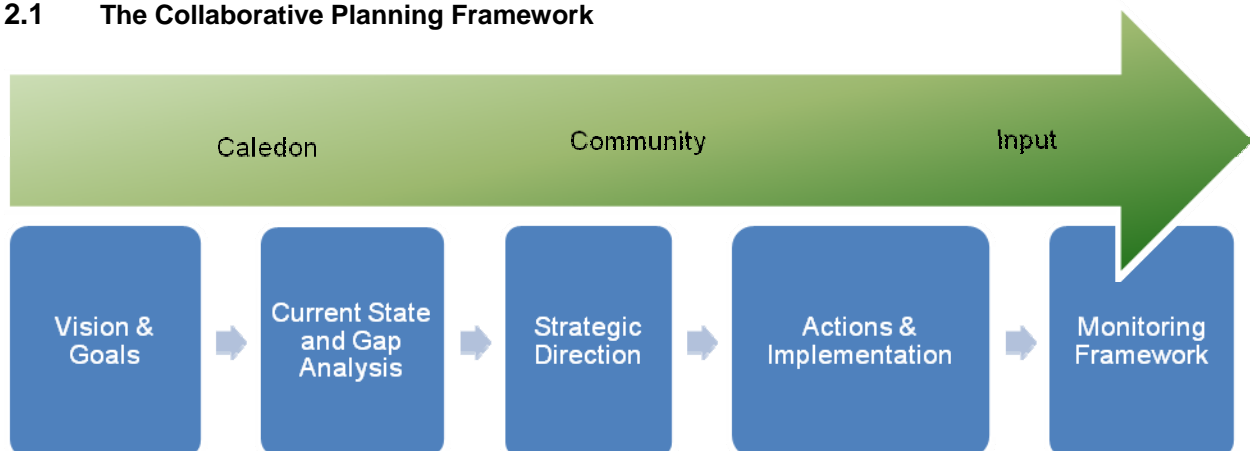 2.1 The Collaborative Planning Framework
Caledon Community Input
Vision &
Goals
Current State
and Gap
Analysis
Strategic
Direction
Actions &
Implementation
Monitoring
Framework